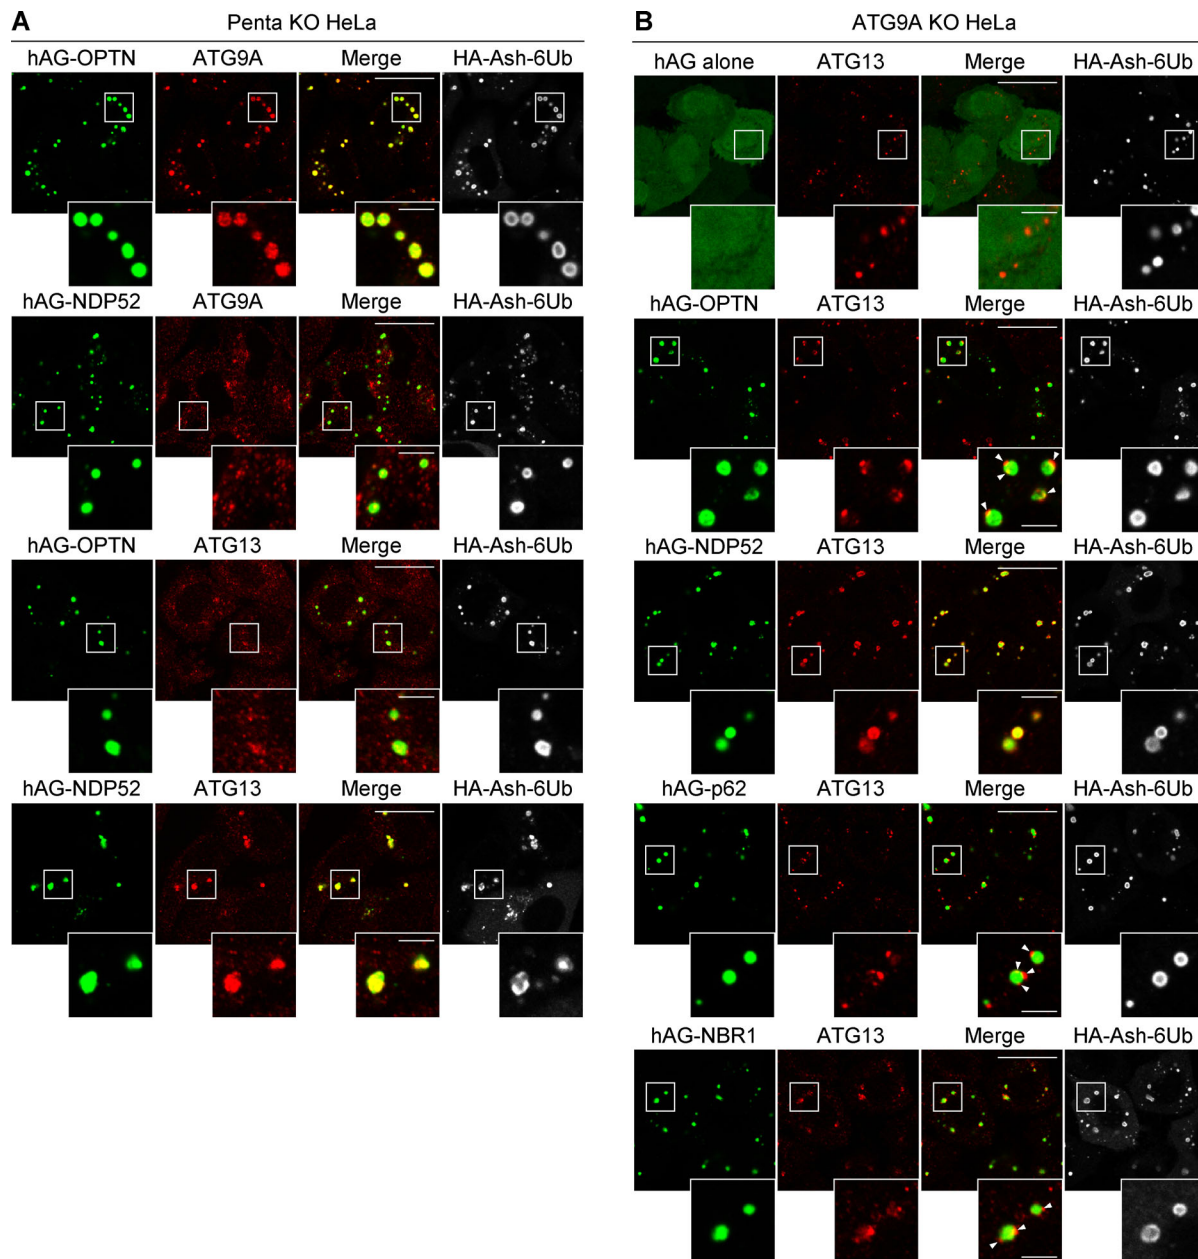 A
Penta KO HeLa
hAG-OPTN ATG9A Merge HA-Ash-6Ub
hAG-NDP52 ATG9A Merge HA-Ash-6Ub
hAG-OPTN ATG13 Merge HA-Ash-6Ub
hAG-NDP52 ATG13 Merge HA-Ash-6Ub
B
ATG9A KO HeLa
hAG alone ATG13 Merge HA-Ash-6Ub
hAG-OPTN ATG13 Merge HA-Ash-6Ub
hAG-NDP52 ATG13 Merge HA-Ash-6Ub
hAG-p62 ATG13 Merge HA-Ash-6Ub
hAG-NBR1 ATG13 Merge HA-Ash-6Ub